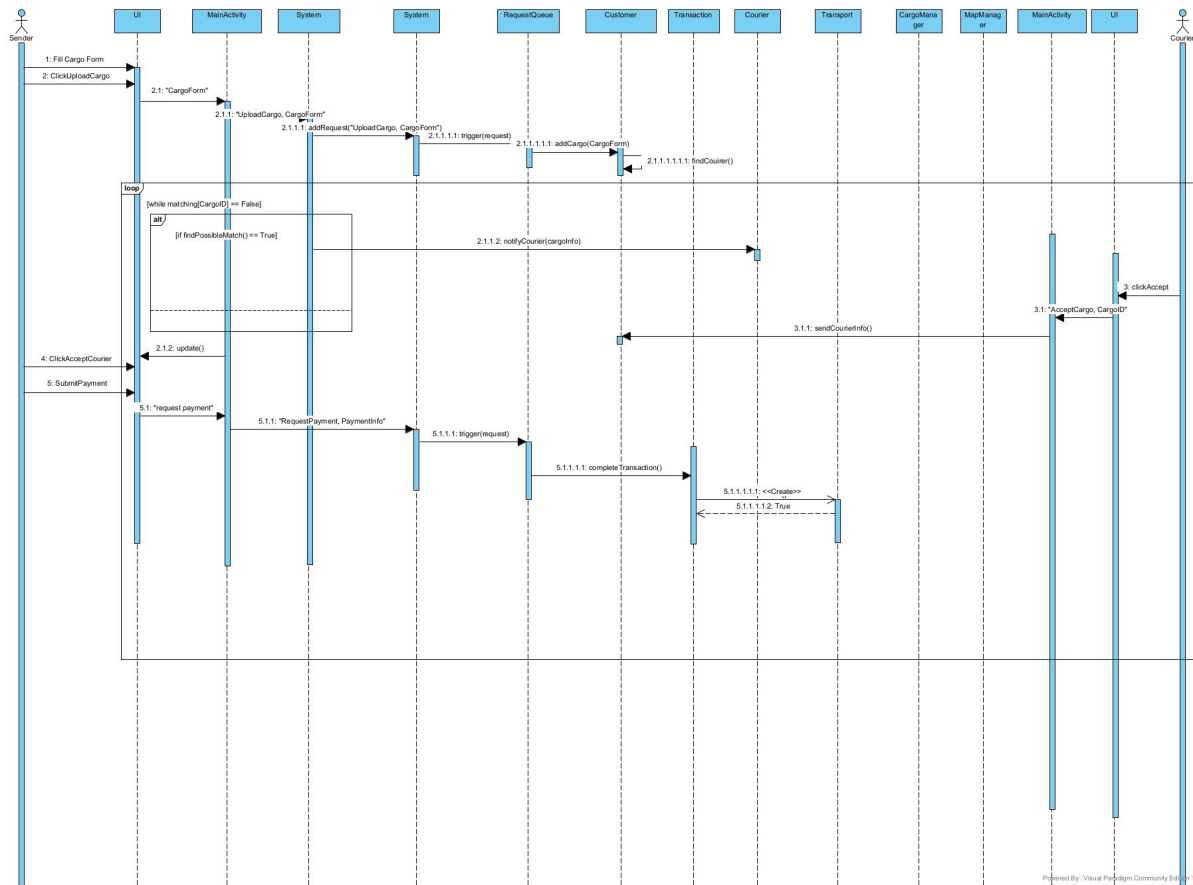 Sender
UI
MainActivity
System
System
RequestQueue
Customer
Transaction
Courier
Transport
CargoMana
ger
MapManag
er
MainActivity
UI
Courier
1: Fill Cargo Form
2: ClickUploadCargo
2.1: "CargoForm"
2.1.1: "UploadCargo, CargoForm"
2.1.1.1: addRequest("UploadCargo, CargoForm")
2.1.1.1.1: trigger(request)
2.1.1.1.1.1: addCargo(CargoForm)
2.1.1.1.1.1.1: findCouirer()
loop
[while matching[CargoID] == False]
alt
[if findPossibleMatch() == True]
2.1.1.2: notifyCourier(cargoInfo)
3: clickAccept
3.1: "AcceptCargo, CargoID"
3.1.1: sendCourierInfo()
2.1.2: update()
4: ClickAcceptCourier
5: SubmitPayment
5.1: "request payment"
5.1.1: "RequestPayment, PaymentInfo"
5.1.1.1: trigger(request)
5.1.1.1.1: completeTransaction()
5.1.1.1.1.1: <<Create>>
5.1.1.1.1.2: True
Powered By: Visual Paradigm Community Edition